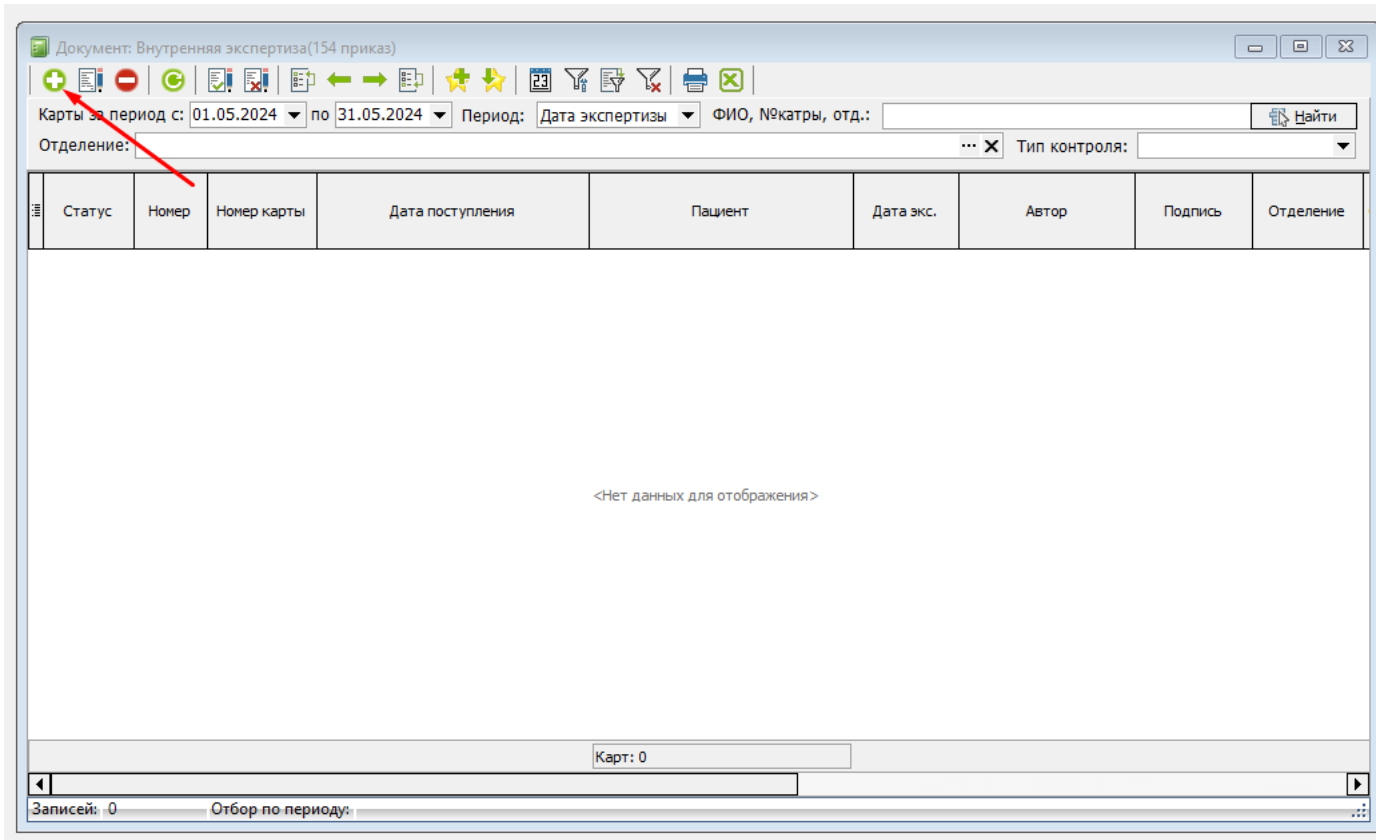 Документ: Внутренняя экспертиза(154 приказ)
23
Карты за период с: 01.05.2024 по 31.05.2024 Период: Дата экспертизы ФИО, №катры, отд.: Найти
Отделение: ... X Тип контроля:
Статус Номер Номер карты Дата поступления Пациент Дата экс. Автор Подпись Отделение
<Нет данных для отображения>
Карт: 0
Записей: 0 Отбор по периоду: